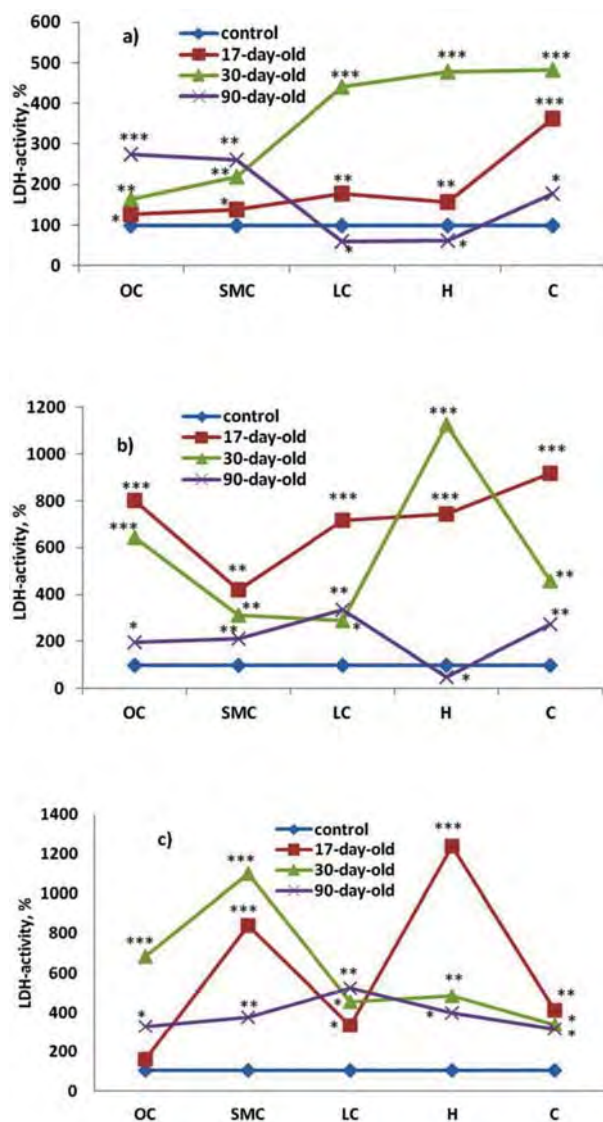 a)
control
17-day-old
30-day-old
90-day-old
LDH-activity, %
600
500
400
300
200
100
0
*** ** *** *** ***
** ** ** ** ***
* * * * *
OC SMC LC H C
b)
control
17-day-old
30-day-old
90-day-old
LDH-activity, %
1200
1000
800
600
400
200
0
*** ** *** *** ***
*** ** * *** **
* ** ** * **
OC SMC LC H C
c)
control
17-day-old
30-day-old
90-day-old
LDH-activity, %
1400
1200
1000
800
600
400
200
0
*** *** ** *** **
*** * ** *
* ** * * *
OC SMC LC H C